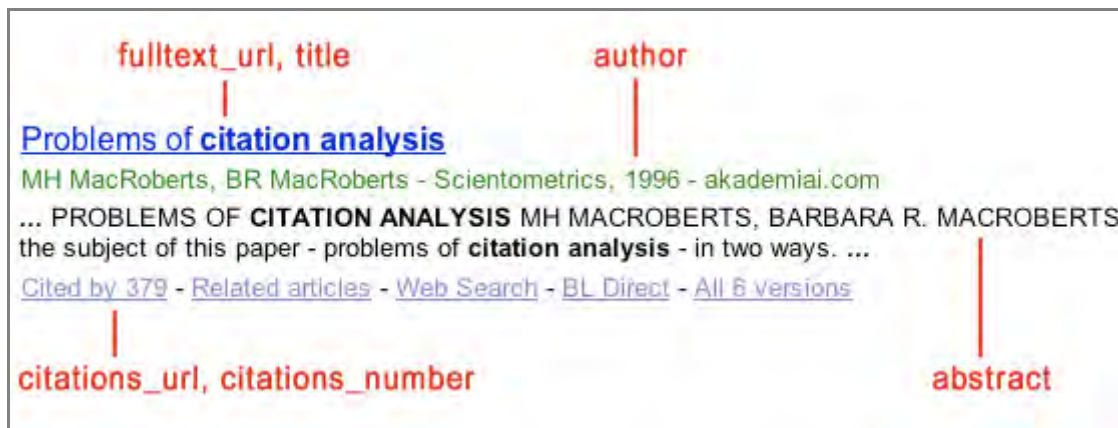 fulltext_url, title author
Problems of citation analysis
MH MacRoberts, BR MacRoberts - Scientometrics, 1996 - akademiai.com
... PROBLEMS OF CITATION ANALYSIS MH MACROBERTS, BARBARA R. MACROBERTS
the subject of this paper - problems of citation analysis - in two ways. ...
Cited by 379 - Related articles - Web Search - BL Direct - All 6 versions
citations_url, citations_number abstract